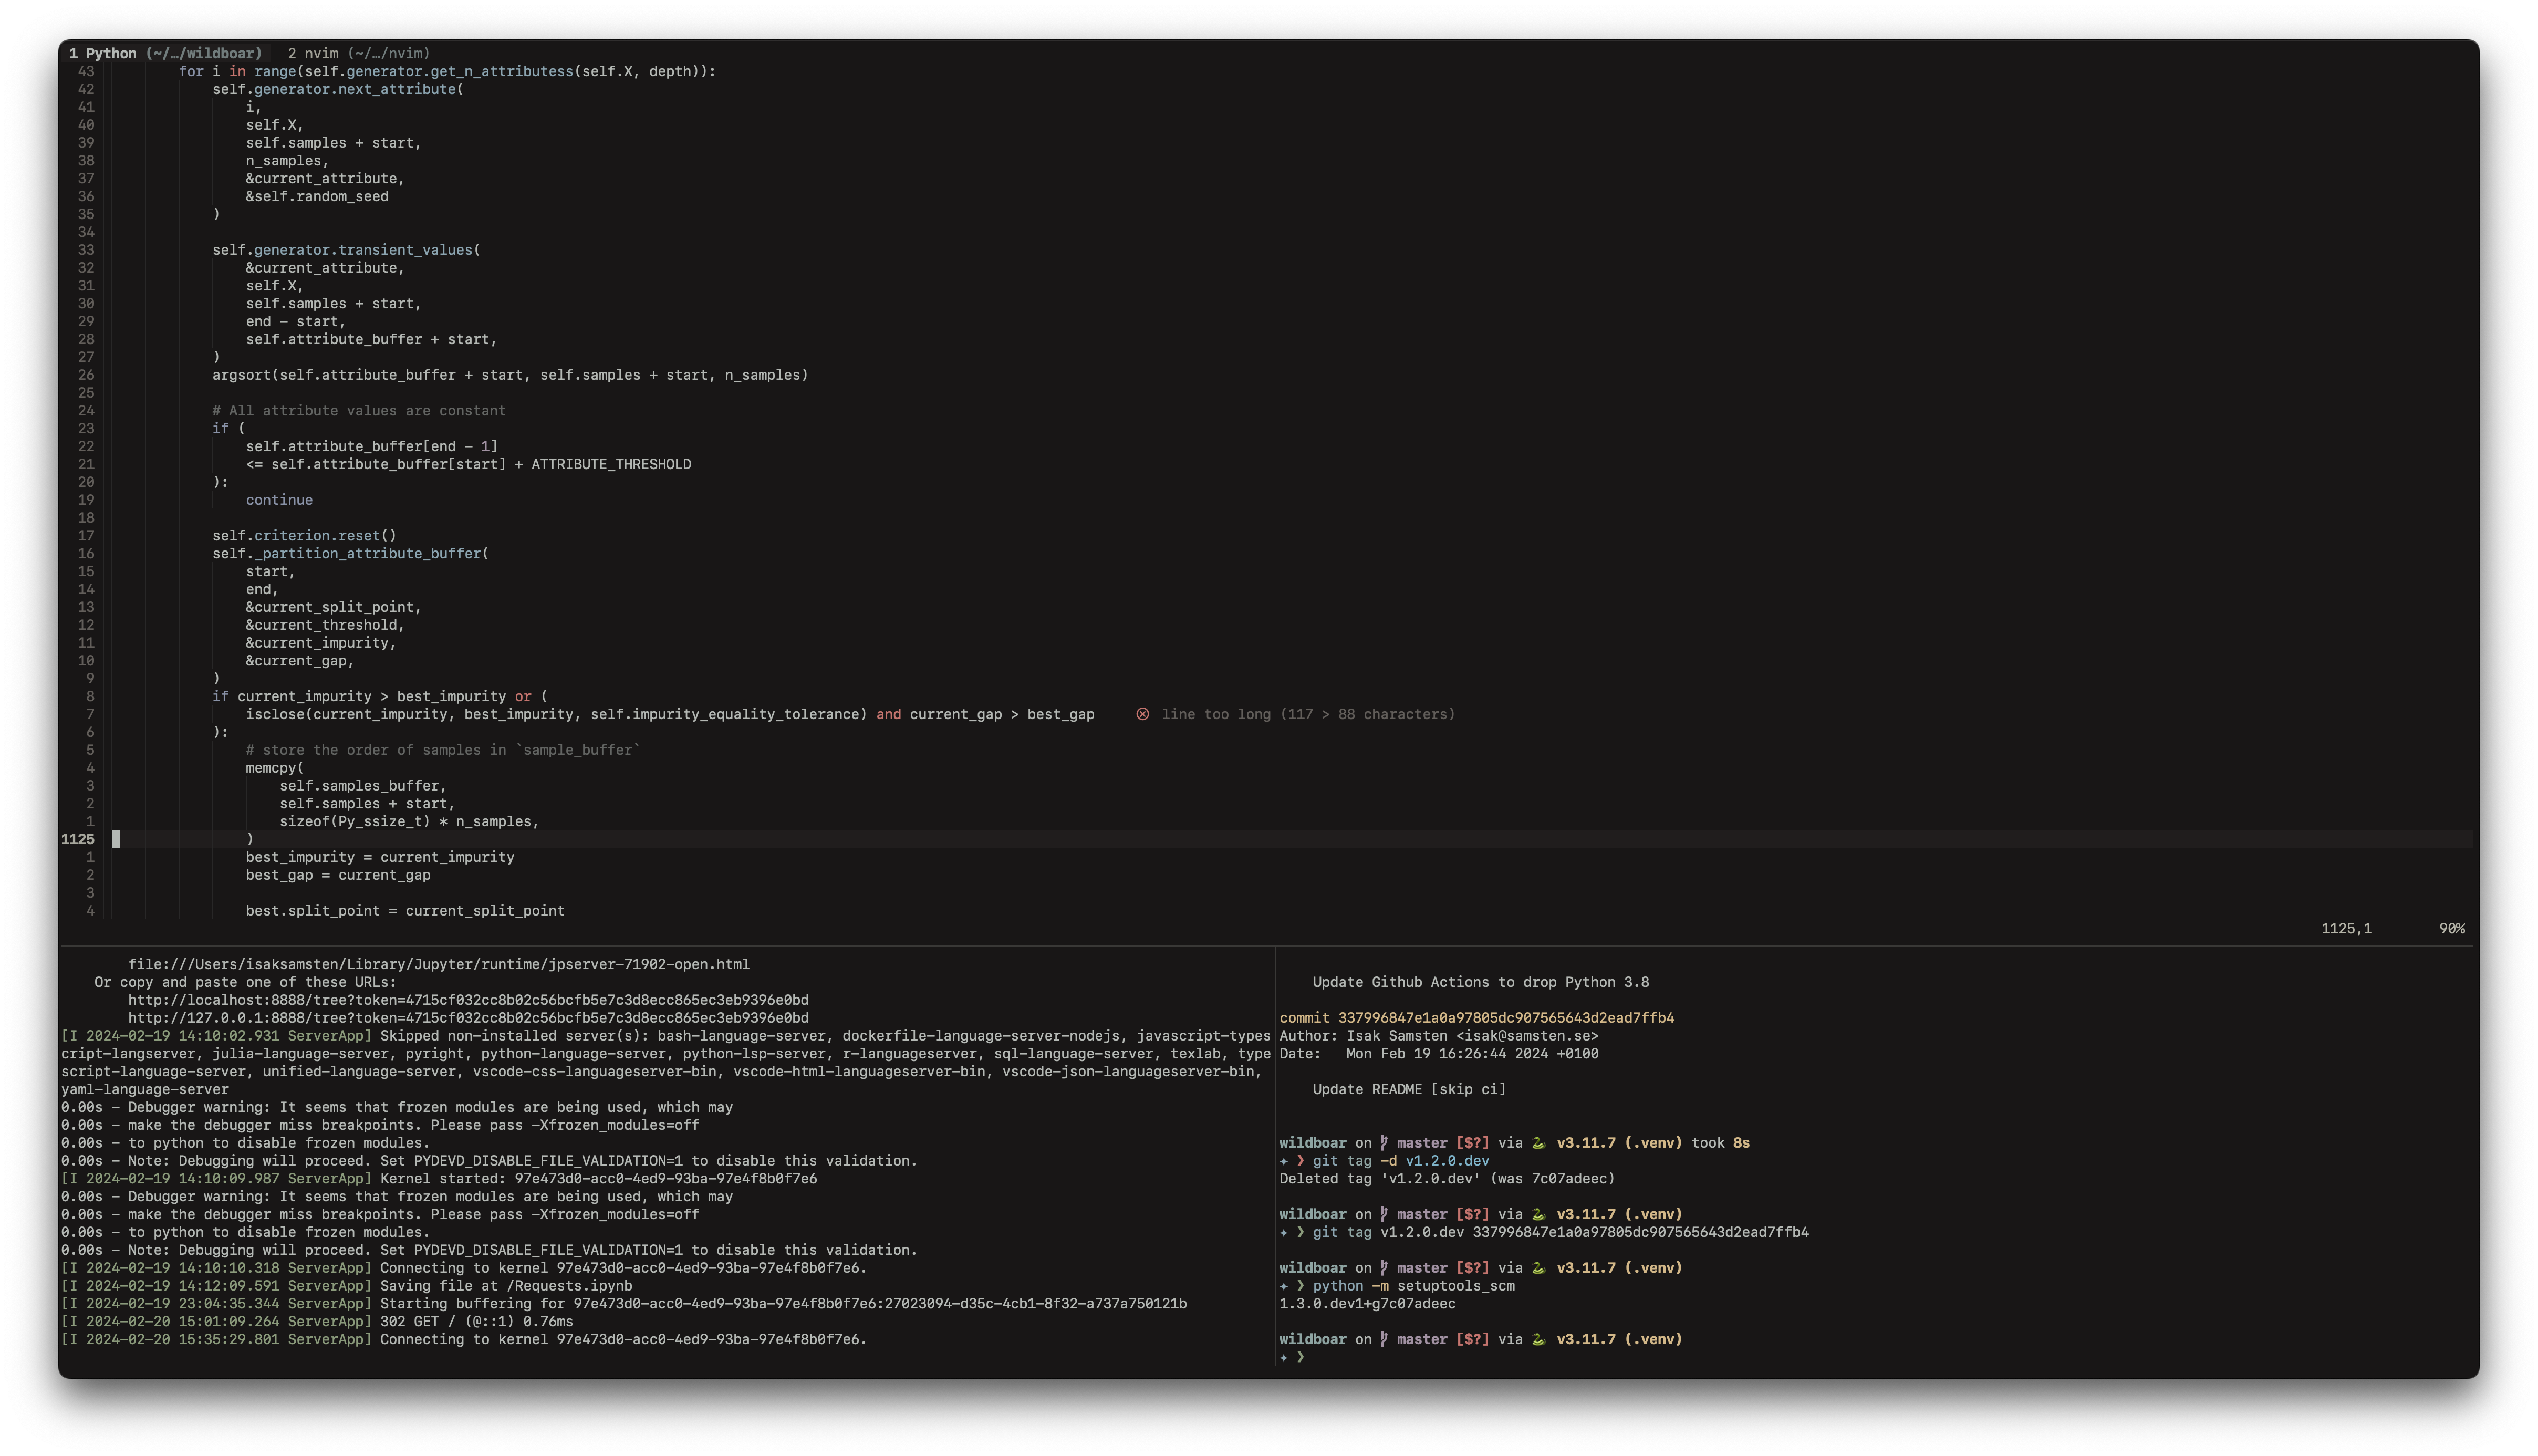 1 Python (~/…/wildboar)  2 nvim (~/…/nvim)
43          for i in range(self.generator.get_n_attributess(self.X, depth)):
42              self.generator.next_attribute(
41                  i,
40                  self.X,
39                  self.samples + start,
38                  n_samples,
37                  &current_attribute,
36                  &self.random_seed
35              )
34
33              self.generator.transient_values(
32                  &current_attribute,
31                  self.X,
30                  self.samples + start,
29                  end - start,
28                  self.attribute_buffer + start,
27              )
26              argsort(self.attribute_buffer + start, self.samples + start, n_samples)
25
24              # All attribute values are constant
23              if (
22                  self.attribute_buffer[end - 1]
21                  <= self.attribute_buffer[start] + ATTRIBUTE_THRESHOLD
20              ):
19                  continue
18
17              self.criterion.reset()
16              self._partition_attribute_buffer(
15                  start,
14                  end,
13                  &current_split_point,
12                  &current_threshold,
11                  &current_impurity,
10                  &current_gap,
9              )
8              if current_impurity > best_impurity or (
7                  isclose(current_impurity, best_impurity, self.impurity_equality_tolerance) and current_gap > best_gap     ⊗ line too long (117 > 88 characters)
6              ):
5                  # store the order of samples in `sample_buffer`
4                  memcpy(
3                      self.samples_buffer,
2                      self.samples + start,
1                      sizeof(Py_ssize_t) * n_samples,
1125                )
1                  best_impurity = current_impurity
2                  best_gap = current_gap
3
4                  best.split_point = current_split_point
1125,1        90%
        file:///Users/isaksamsten/Library/Jupyter/runtime/jpserver-71902-open.html
    Or copy and paste one of these URLs:
        http://localhost:8888/tree?token=4715cf032cc8b02c56bcfb5e7c3d8ecc865ec3eb9396e0bd
        http://127.0.0.1:8888/tree?token=4715cf032cc8b02c56bcfb5e7c3d8ecc865ec3eb9396e0bd
[I 2024-02-19 14:10:02.931 ServerApp] Skipped non-installed server(s): bash-language-server, dockerfile-language-server-nodejs, javascript-types
cript-langserver, julia-language-server, pyright, python-language-server, python-lsp-server, r-languageserver, sql-language-server, texlab, type
script-language-server, unified-language-server, vscode-css-languageserver-bin, vscode-html-languageserver-bin, vscode-json-languageserver-bin,
yaml-language-server
0.00s - Debugger warning: It seems that frozen modules are being used, which may
0.00s - make the debugger miss breakpoints. Please pass -Xfrozen_modules=off
0.00s - to python to disable frozen modules.
0.00s - Note: Debugging will proceed. Set PYDEVD_DISABLE_FILE_VALIDATION=1 to disable this validation.
[I 2024-02-19 14:10:09.987 ServerApp] Kernel started: 97e473d0-acc0-4ed9-93ba-97e4f8b0f7e6
0.00s - Debugger warning: It seems that frozen modules are being used, which may
0.00s - make the debugger miss breakpoints. Please pass -Xfrozen_modules=off
0.00s - to python to disable frozen modules.
0.00s - Note: Debugging will proceed. Set PYDEVD_DISABLE_FILE_VALIDATION=1 to disable this validation.
[I 2024-02-19 14:10:10.318 ServerApp] Connecting to kernel 97e473d0-acc0-4ed9-93ba-97e4f8b0f7e6.
[I 2024-02-19 14:12:09.591 ServerApp] Saving file at /Requests.ipynb
[I 2024-02-19 23:04:35.344 ServerApp] Starting buffering for 97e473d0-acc0-4ed9-93ba-97e4f8b0f7e6:27023094-d35c-4cb1-8f32-a737a750121b
[I 2024-02-20 15:01:09.264 ServerApp] 302 GET / (@::1) 0.76ms
[I 2024-02-20 15:35:29.801 ServerApp] Connecting to kernel 97e473d0-acc0-4ed9-93ba-97e4f8b0f7e6.
    Update Github Actions to drop Python 3.8
commit 337996847e1a0a97805dc907565643d2ead7ffb4
Author: Isak Samsten <isak@samsten.se>
Date:   Mon Feb 19 16:26:44 2024 +0100
    Update README [skip ci]
wildboar on master [$?] via 🐍 v3.11.7 (.venv) took 8s
✦ ❯ git tag -d v1.2.0.dev
Deleted tag 'v1.2.0.dev' (was 7c07adeec)
wildboar on master [$?] via 🐍 v3.11.7 (.venv)
✦ ❯ git tag v1.2.0.dev 337996847e1a0a97805dc907565643d2ead7ffb4
wildboar on master [$?] via 🐍 v3.11.7 (.venv)
✦ ❯ python -m setuptools_scm
1.3.0.dev1+g7c07adeec
wildboar on master [$?] via 🐍 v3.11.7 (.venv)
✦ ❯